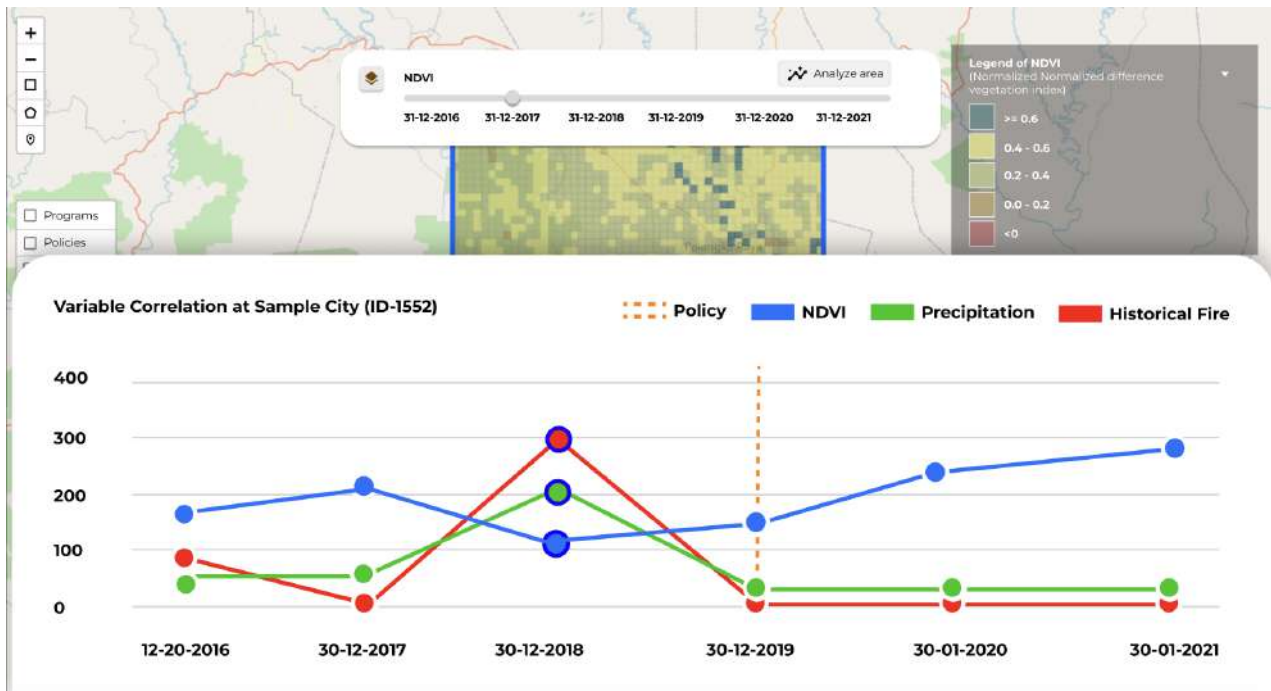 +
−
NDVI
Analyze area
31-12-2016 31-12-2017 31-12-2018 31-12-2019 31-12-2020 31-12-2021
Legend of NDVI
(Normalized Normalized difference
vegetation index)
>= 0.6
0.4 - 0.6
0.2 - 0.4
0.0 - 0.2
<0
Programs
Policies
Variable Correlation at Sample City (ID-1552)
Policy NDVI Precipitation Historical Fire
400
300
200
100
0
12-20-2016 30-12-2017 30-12-2018 30-12-2019 30-01-2020 30-01-2021